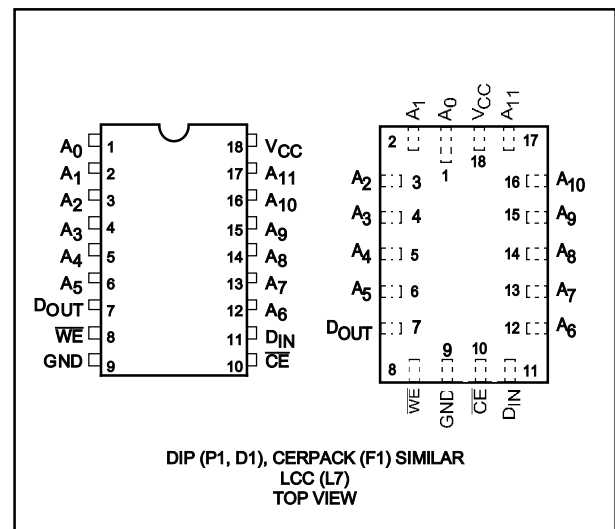 A0 1 18 VCC
A1 2 17 A11
A2 3 16 A10
A3 4 15 A9
A4 5 14 A8
A5 6 13 A7
DOUT 7 12 A6
WE 8 11 DIN
GND 9 10 CE
A1 A0 VCC A11
2 1 18 17
A2 3 16 A10
A3 4 15 A9
A4 5 14 A8
A5 6 13 A7
DOUT 7 12 A6
8 9 10 11
WE GND CE DIN
DIP (P1, D1), CERPACK (F1) SIMILAR
LCC (L7)
TOP VIEW